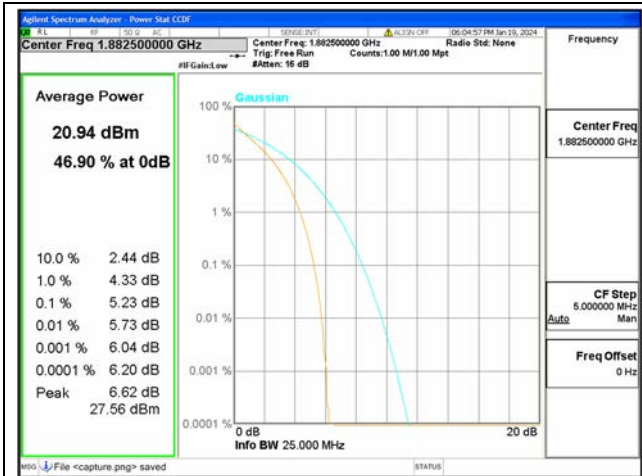 Agilent Spectrum Analyzer - Power Stat CCDF
RL RF 50 Ω AC SENSE:INT ALIGN OFF 06:04:57 PM Jan 19, 2024
Center Freq 1.882500000 GHz
Center Freq: 1.882500000 GHz Radio Std: None
Trig: Free Run Counts:1.00 M/1.00 Mpt
#IFGain:Low #Atten: 16 dB
Frequency
Average Power
20.94 dBm
46.90 % at 0dB
10.0 % 2.44 dB
1.0 % 4.33 dB
0.1 % 5.23 dB
0.01 % 5.73 dB
0.001 % 6.04 dB
0.0001 % 6.20 dB
Peak 6.62 dB
27.56 dBm
Gaussian
100 %
10 %
1 %
0.1 %
0.01 %
0.001 %
0.0001 %
0 dB 20 dB
Info BW 25.000 MHz
Center Freq
1.882500000 GHz
CF Step
5.000000 MHz
Auto Man
Freq Offset
0 Hz
MSG File <capture.png> saved STATUS